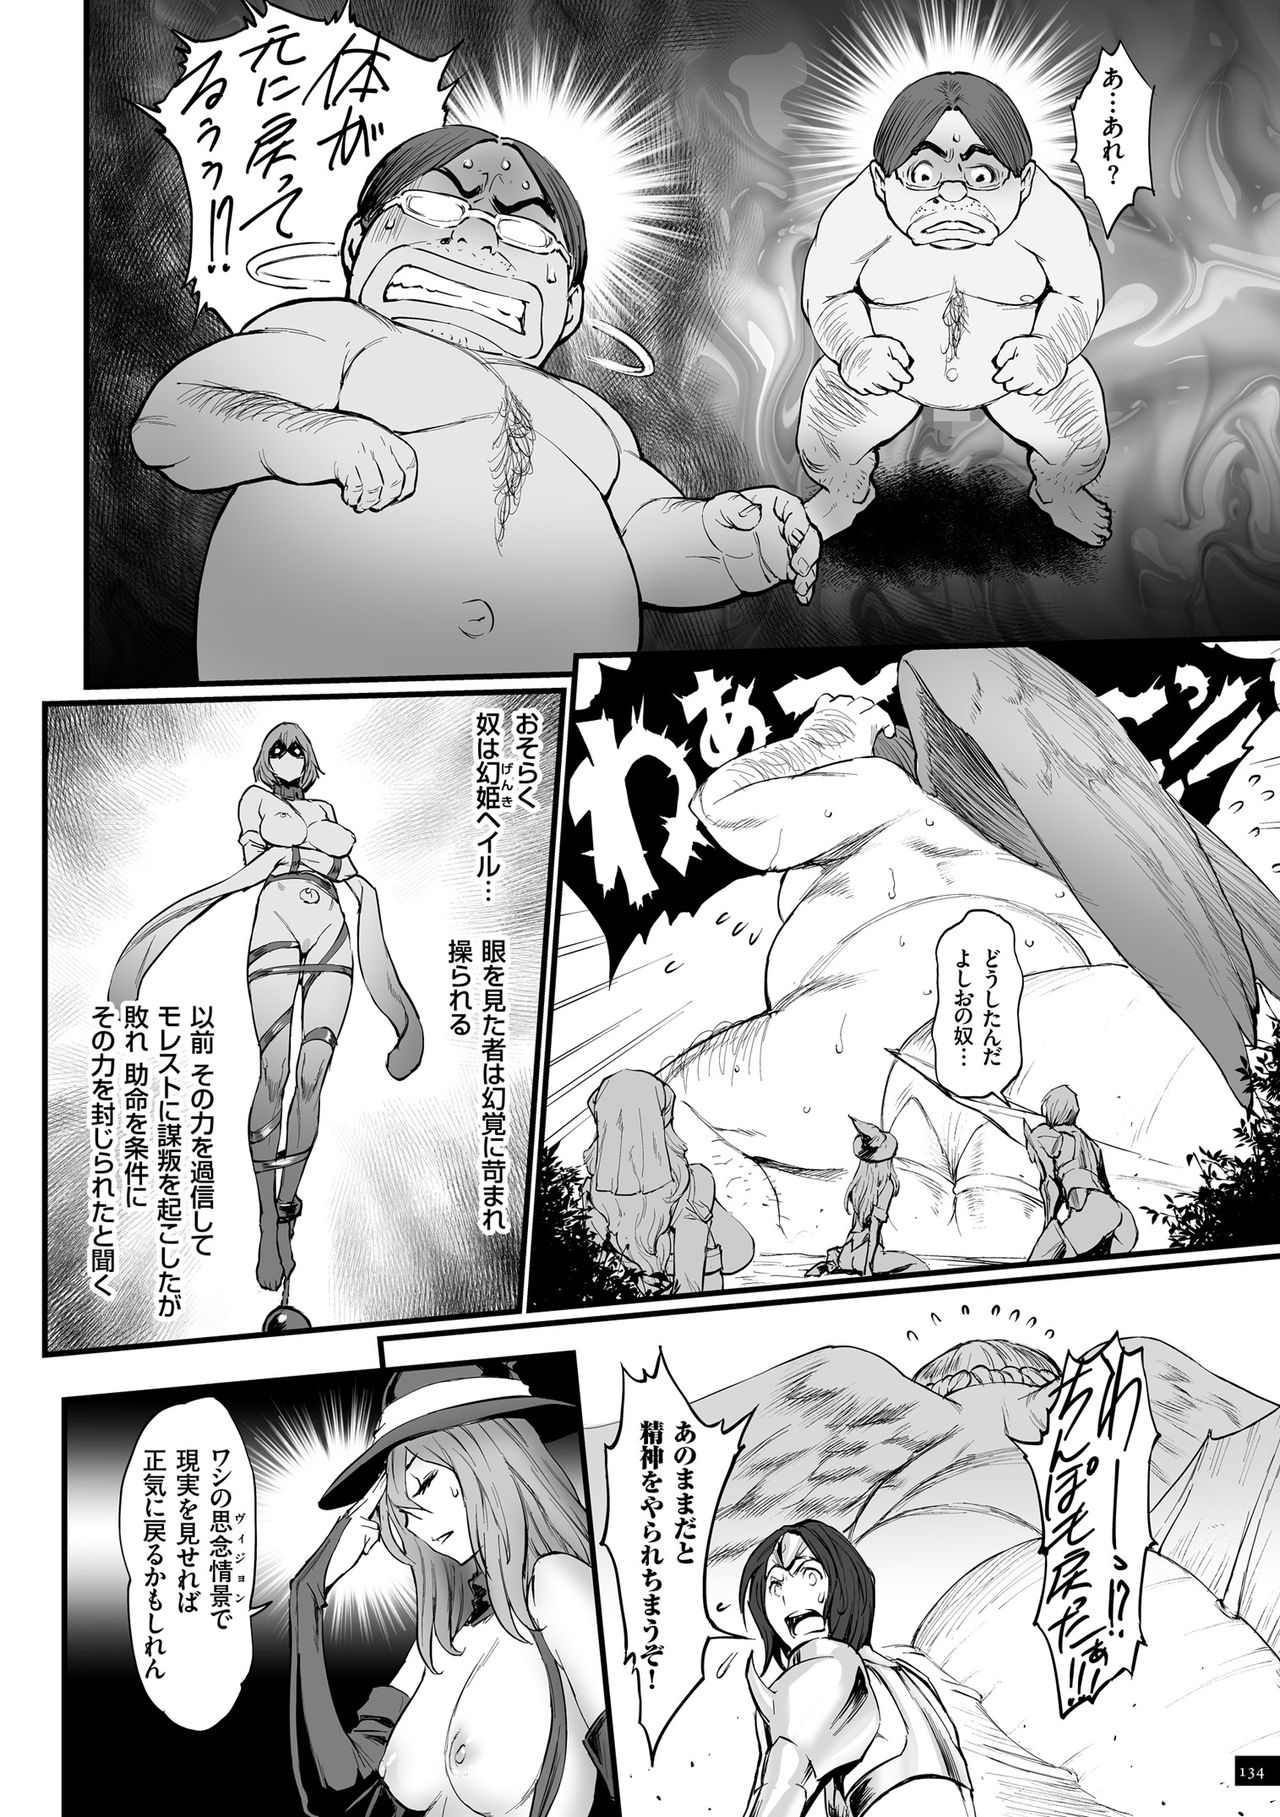 あ…あれ？
体が
元に戻って
るぅぅ!?
わぁあ
どうしたんだ
よしおの奴…
おそらく
奴は幻姫ヘイル…
げんき
眼を見た者は幻覚に苛まれ
操られる
以前 その力を過信して
モレストに謀叛を起こしたが
敗れ 助命を条件に
その力を封じられたと聞く
わーーっ!?
ちんぽも戻ったぁ!!!
あのままだと
精神をやられちまうぞ！
ワシの思念情景で
ヴィジョン
現実を見せれば
正気に戻るかもしれん
134